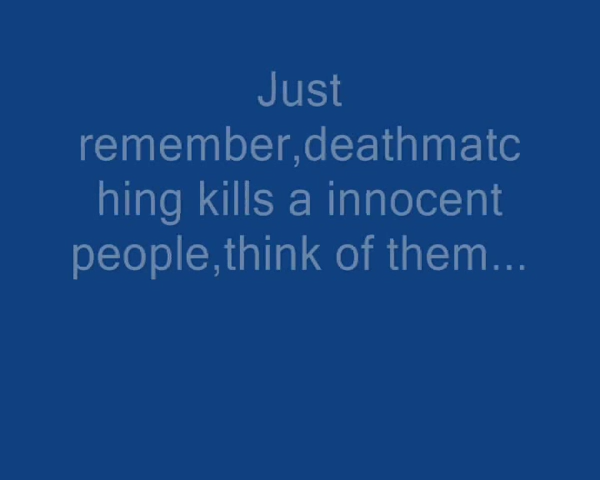 Just
remember,deathmatc
hing kills a innocent
people,think of them...